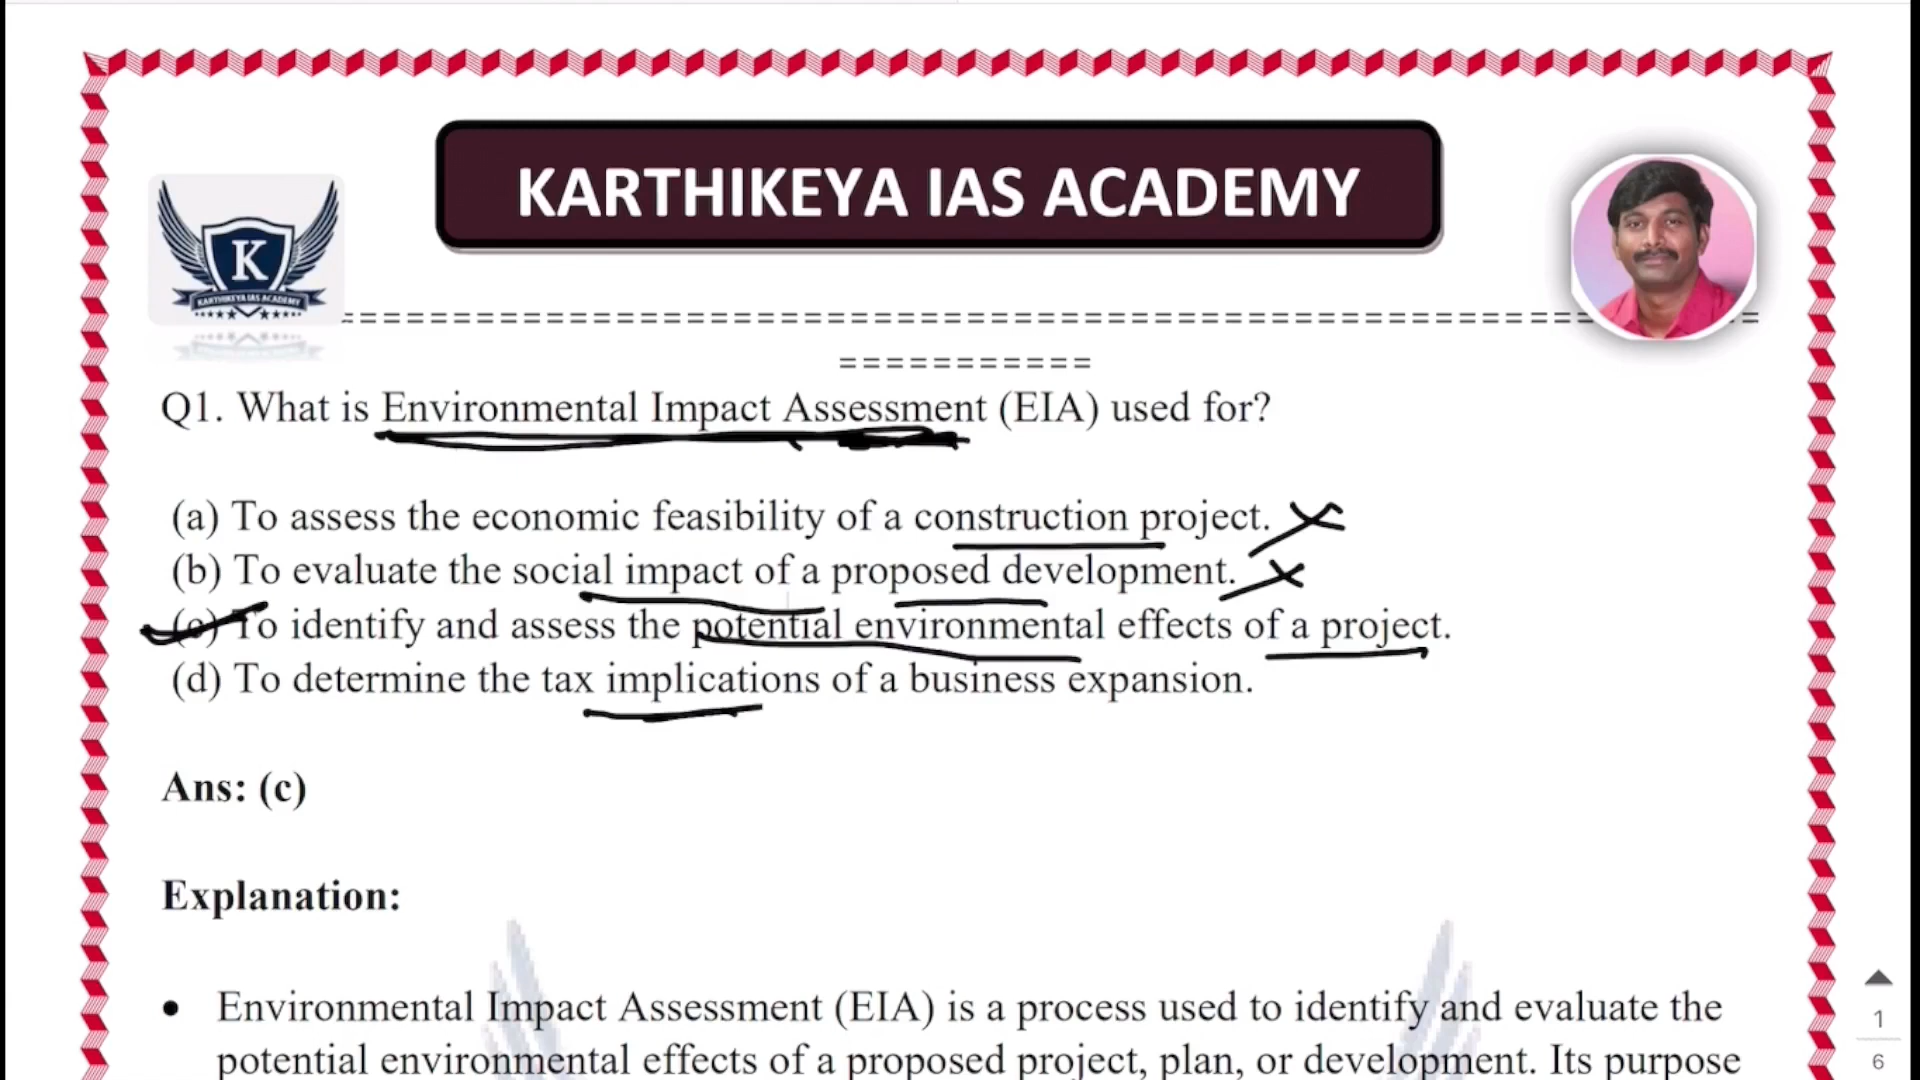 KARTHIKEYA IAS ACADEMY
K
KARTHIKEYA IAS ACADEMY
Q1. What is Environmental Impact Assessment (EIA) used for?
(a) To assess the economic feasibility of a construction project.
(b) To evaluate the social impact of a proposed development.
(c) To identify and assess the potential environmental effects of a project.
(d) To determine the tax implications of a business expansion.
Ans: (c)
Explanation:
• Environmental Impact Assessment (EIA) is a process used to identify and evaluate the
potential environmental effects of a proposed project, plan, or development. Its purpose
1
6